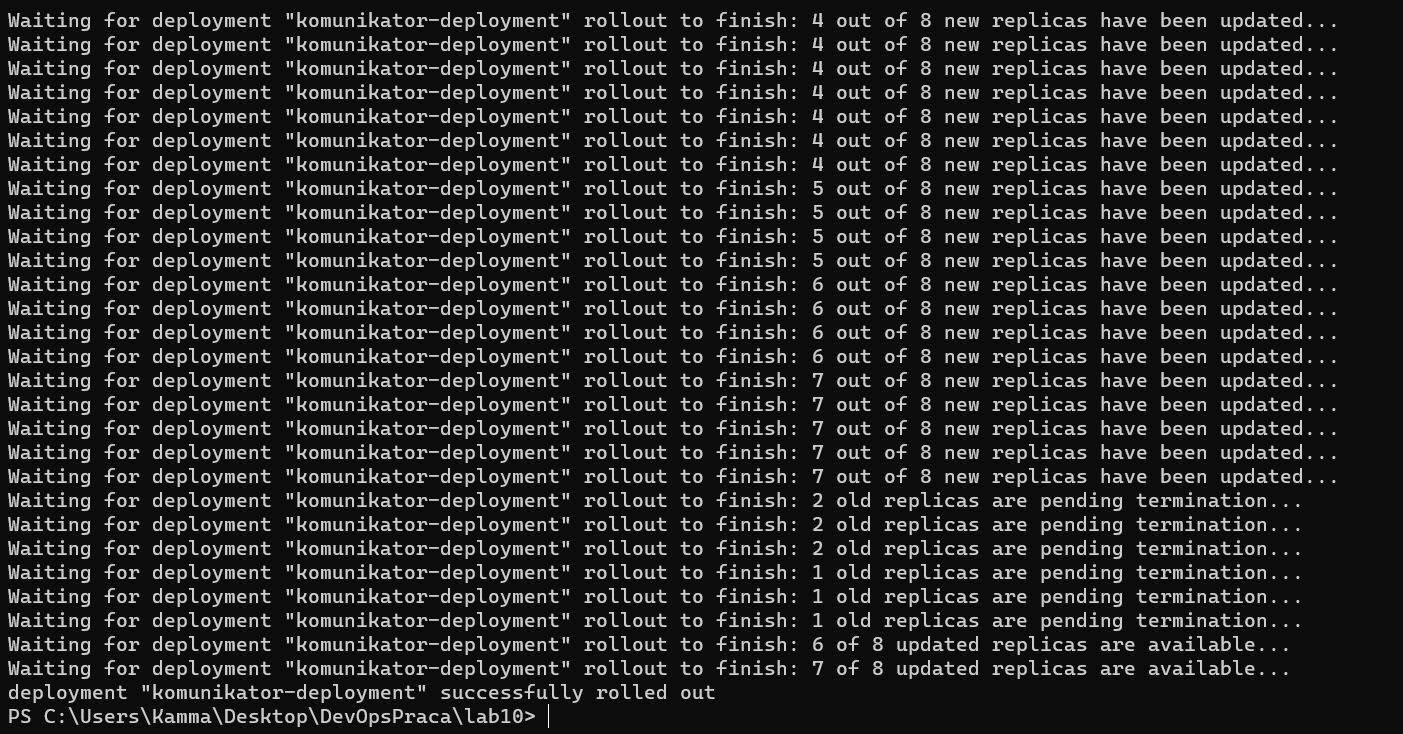 Waiting for deployment "komunikator-deployment" rollout to finish: 4 out of 8 new replicas have been updated...
Waiting for deployment "komunikator-deployment" rollout to finish: 4 out of 8 new replicas have been updated...
Waiting for deployment "komunikator-deployment" rollout to finish: 4 out of 8 new replicas have been updated...
Waiting for deployment "komunikator-deployment" rollout to finish: 4 out of 8 new replicas have been updated...
Waiting for deployment "komunikator-deployment" rollout to finish: 4 out of 8 new replicas have been updated...
Waiting for deployment "komunikator-deployment" rollout to finish: 4 out of 8 new replicas have been updated...
Waiting for deployment "komunikator-deployment" rollout to finish: 4 out of 8 new replicas have been updated...
Waiting for deployment "komunikator-deployment" rollout to finish: 5 out of 8 new replicas have been updated...
Waiting for deployment "komunikator-deployment" rollout to finish: 5 out of 8 new replicas have been updated...
Waiting for deployment "komunikator-deployment" rollout to finish: 5 out of 8 new replicas have been updated...
Waiting for deployment "komunikator-deployment" rollout to finish: 5 out of 8 new replicas have been updated...
Waiting for deployment "komunikator-deployment" rollout to finish: 6 out of 8 new replicas have been updated...
Waiting for deployment "komunikator-deployment" rollout to finish: 6 out of 8 new replicas have been updated...
Waiting for deployment "komunikator-deployment" rollout to finish: 6 out of 8 new replicas have been updated...
Waiting for deployment "komunikator-deployment" rollout to finish: 6 out of 8 new replicas have been updated...
Waiting for deployment "komunikator-deployment" rollout to finish: 7 out of 8 new replicas have been updated...
Waiting for deployment "komunikator-deployment" rollout to finish: 7 out of 8 new replicas have been updated...
Waiting for deployment "komunikator-deployment" rollout to finish: 7 out of 8 new replicas have been updated...
Waiting for deployment "komunikator-deployment" rollout to finish: 7 out of 8 new replicas have been updated...
Waiting for deployment "komunikator-deployment" rollout to finish: 7 out of 8 new replicas have been updated...
Waiting for deployment "komunikator-deployment" rollout to finish: 2 old replicas are pending termination...
Waiting for deployment "komunikator-deployment" rollout to finish: 2 old replicas are pending termination...
Waiting for deployment "komunikator-deployment" rollout to finish: 2 old replicas are pending termination...
Waiting for deployment "komunikator-deployment" rollout to finish: 1 old replicas are pending termination...
Waiting for deployment "komunikator-deployment" rollout to finish: 1 old replicas are pending termination...
Waiting for deployment "komunikator-deployment" rollout to finish: 1 old replicas are pending termination...
Waiting for deployment "komunikator-deployment" rollout to finish: 6 of 8 updated replicas are available...
Waiting for deployment "komunikator-deployment" rollout to finish: 7 of 8 updated replicas are available...
deployment "komunikator-deployment" successfully rolled out
PS C:\Users\Kamma\Desktop\DevOpsPraca\lab10>